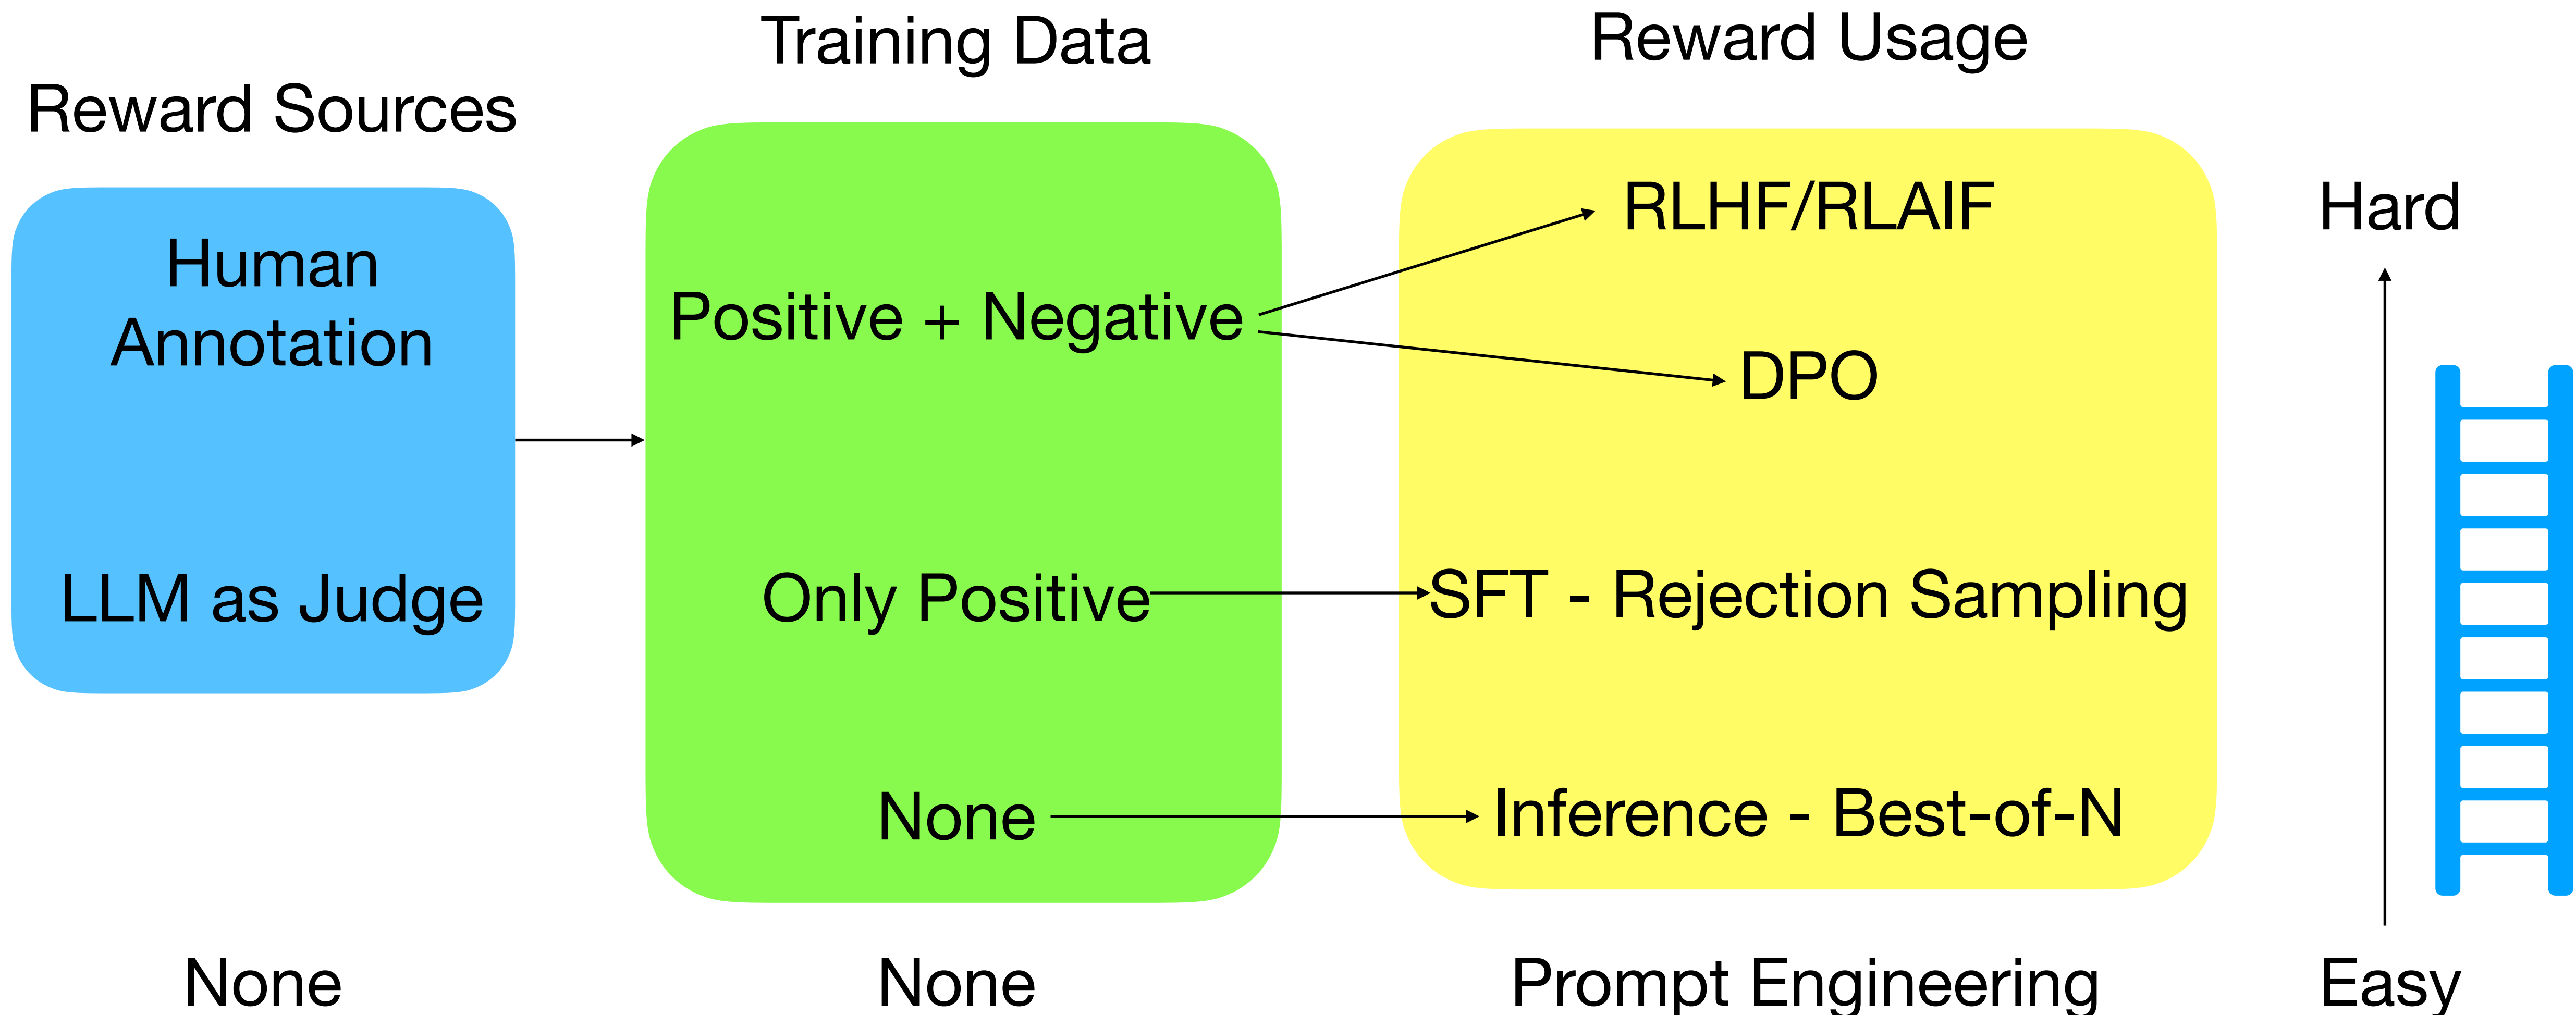 Reward Sources
Training Data
Reward Usage
Human
Annotation
LLM as Judge
Positive + Negative
Only Positive
None
RLHF/RLAIF
DPO
SFT - Rejection Sampling
Inference - Best-of-N
Hard
None
None
Prompt Engineering
Easy